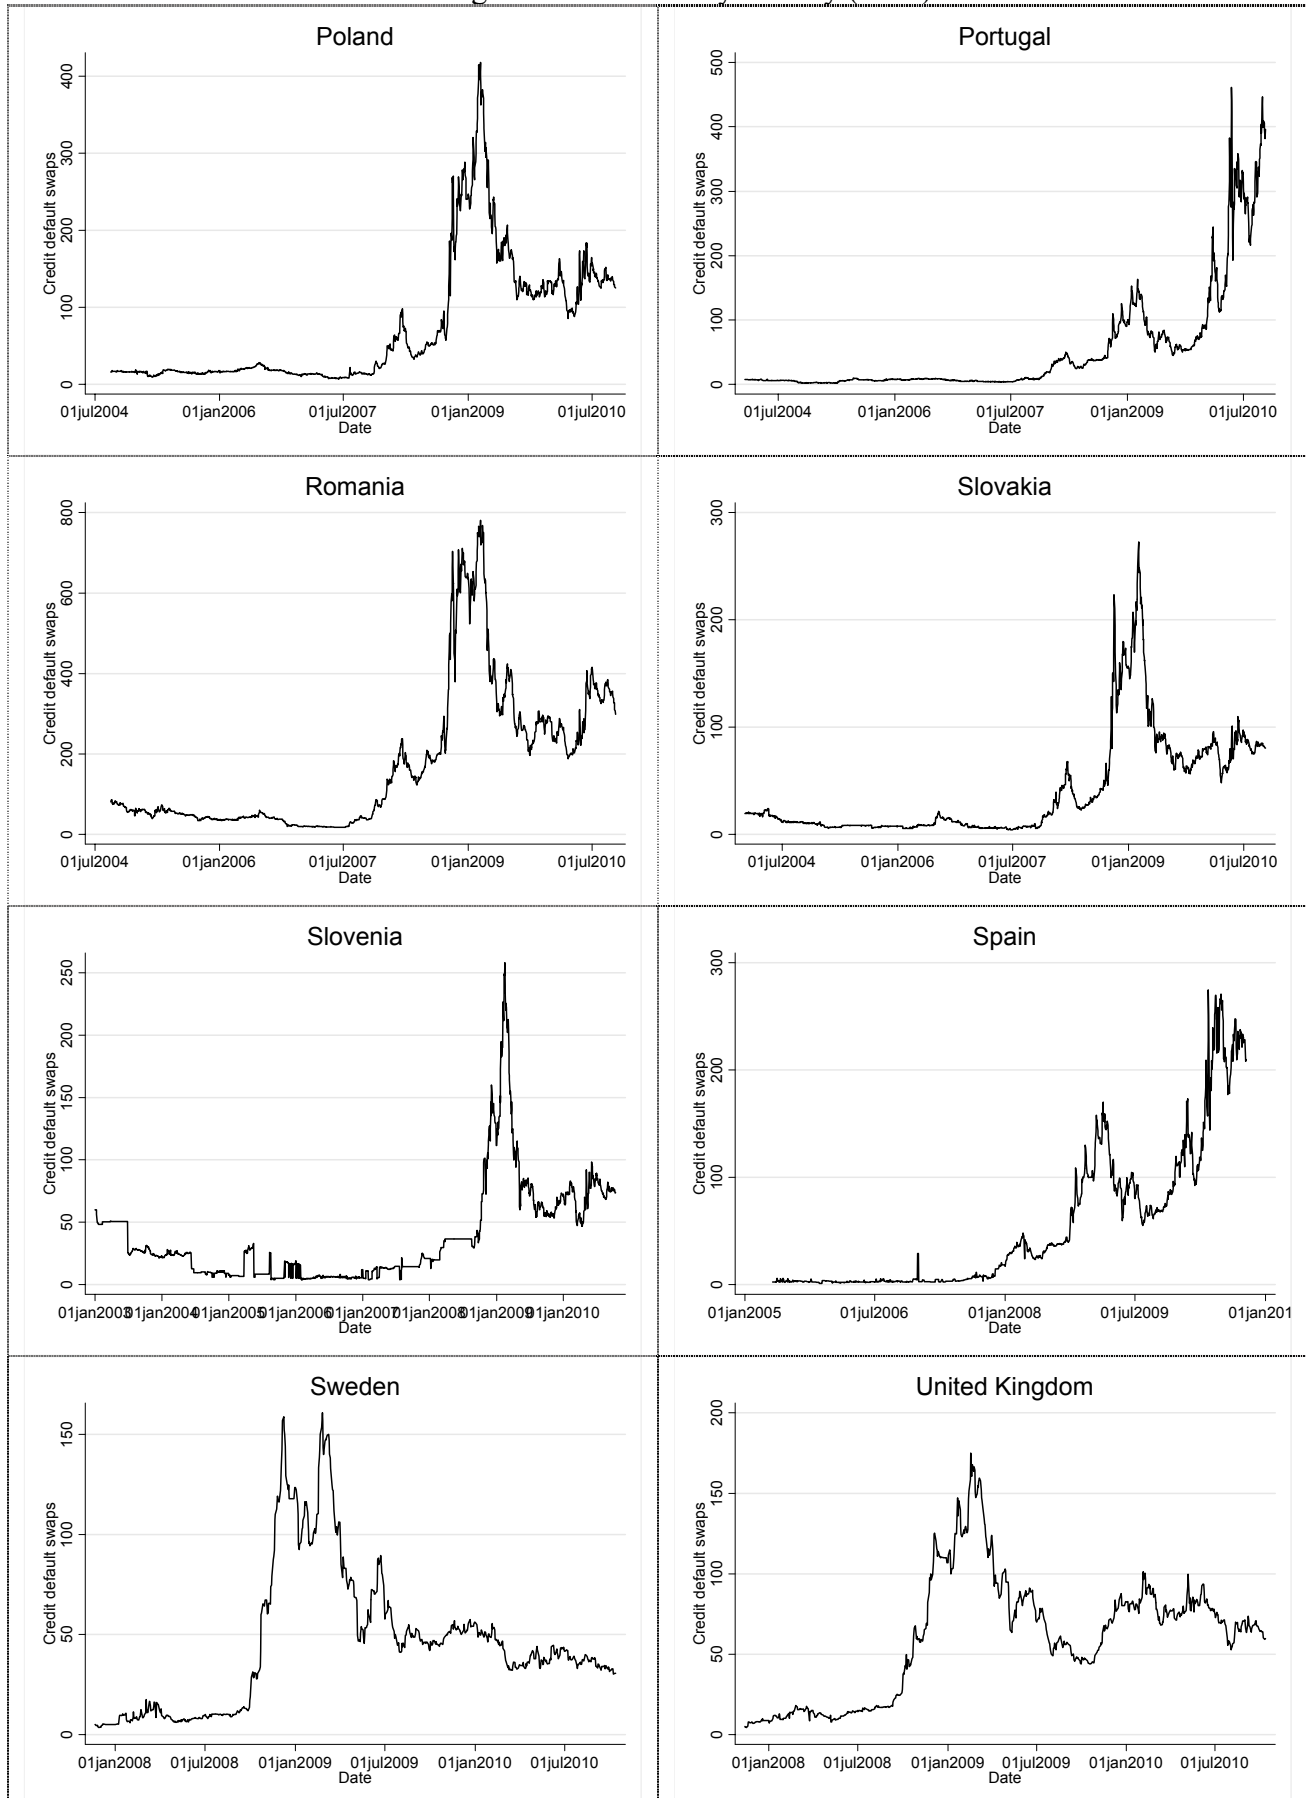 Poland
Credit default swaps
400
300
200
100
0
01jul2004 01jan2006 01jul2007 01jan2009 01jul2010
Date
Portugal
Credit default swaps
500
400
300
200
100
0
01jul2004 01jan2006 01jul2007 01jan2009 01jul2010
Date
Romania
Credit default swaps
800
600
400
200
0
01jul2004 01jan2006 01jul2007 01jan2009 01jul2010
Date
Slovakia
Credit default swaps
300
200
100
0
01jul2004 01jan2006 01jul2007 01jan2009 01jul2010
Date
Slovenia
Credit default swaps
250
200
150
100
50
0
01jan2003 01jan2004 01jan2005 01jan2006 01jan2007 01jan2008 01jan2009 01jan2010
Date
Spain
Credit default swaps
300
200
100
0
01jan2005 01jul2006 01jan2008 01jul2009 01jan201
Date
Sweden
Credit default swaps
150
100
50
0
01jan2008 01jul2008 01jan2009 01jul2009 01jan2010 01jul2010
Date
United Kingdom
Credit default swaps
200
150
100
50
0
01jan2008 01jul2008 01jan2009 01jul2009 01jan2010 01jul2010
Date